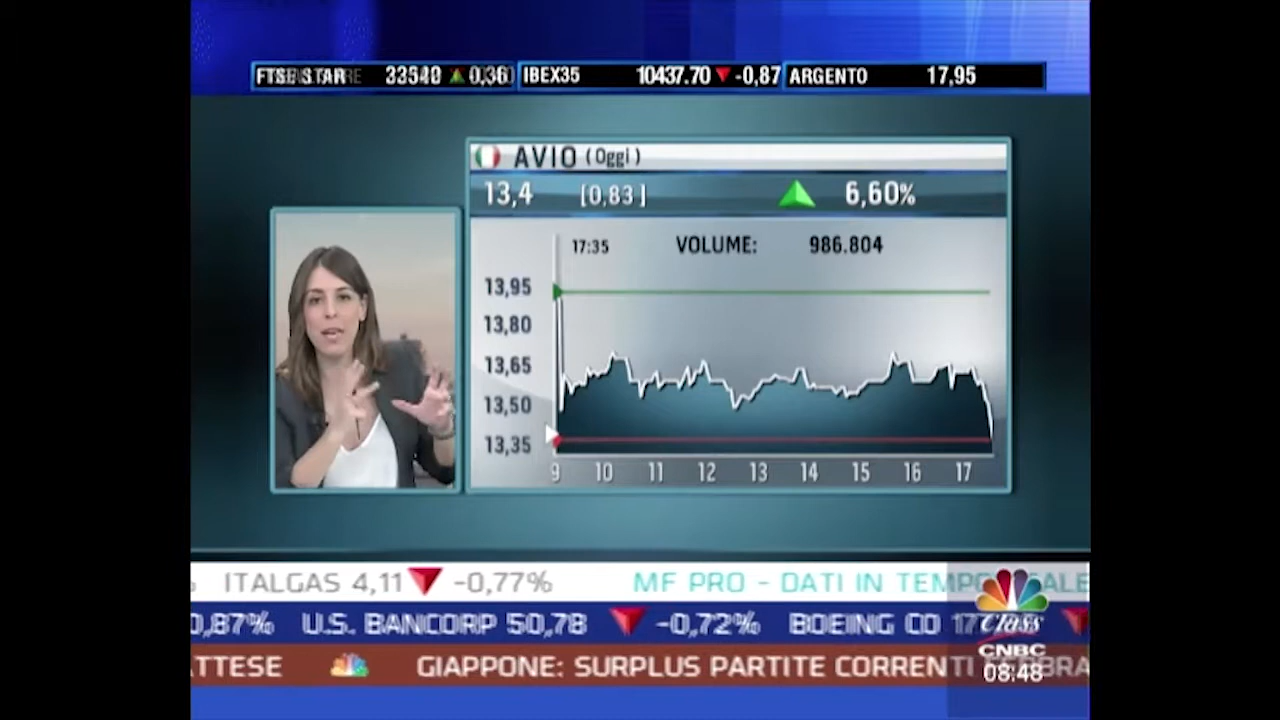 FTSE STAR 0,36 IBEX35 10437.70 -0,87 ARGENTO 17,95
AVIO (Oggi)
13,4 [0,83] 6,60%
17:35 VOLUME: 986.804
13,95
13,80
13,65
13,50
13,35
9 10 11 12 13 14 15 16 17
% ITALGAS 4,11 -0,77% MF PRO - DATI IN
0,87% U.S. BANCORP 50,78 -0,72% BOEING CO
ATTESE GIAPPONE: SURPLUS PARTITE CORRENTI
Class
CNBC
08:48